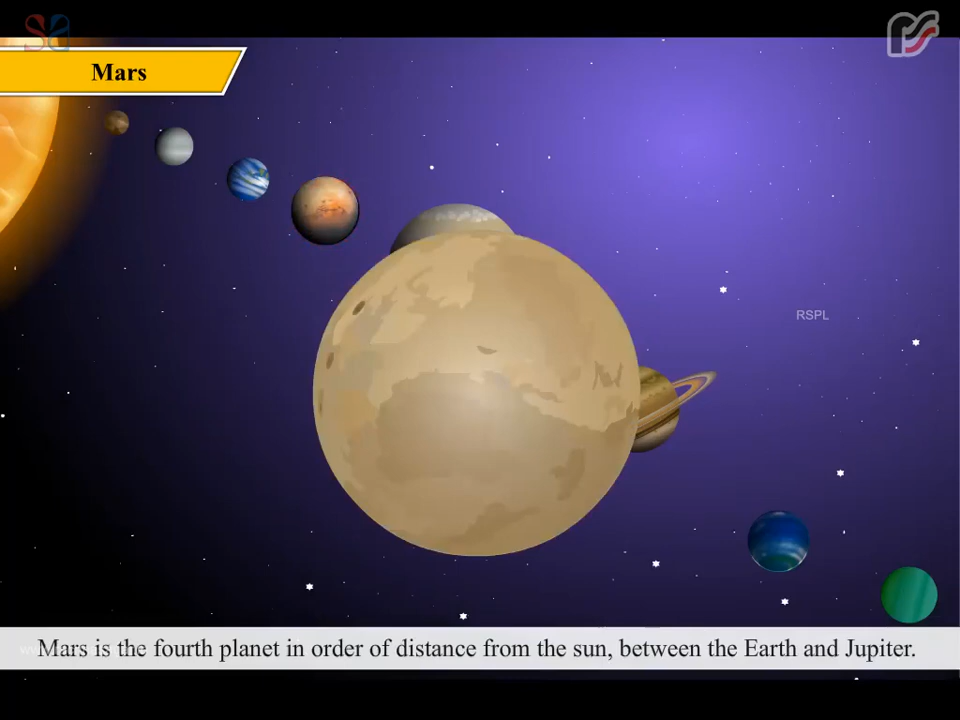 Mars
RSPL
Mars is the fourth planet in order of distance from the sun, between the Earth and Jupiter.